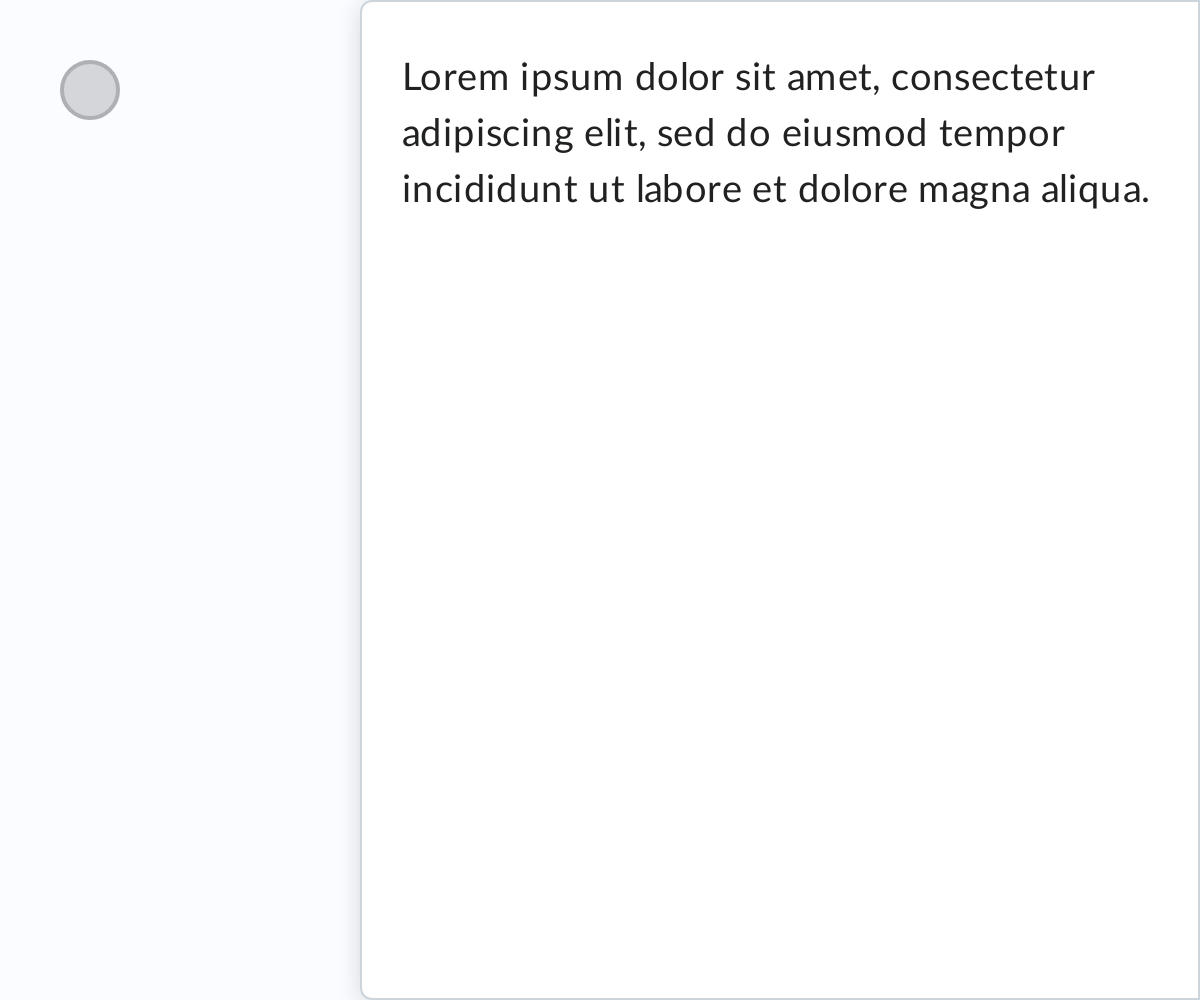 Lorem ipsum dolor sit amet, consectetur
adipiscing elit, sed do eiusmod tempor
incididunt ut labore et dolore magna aliqua.